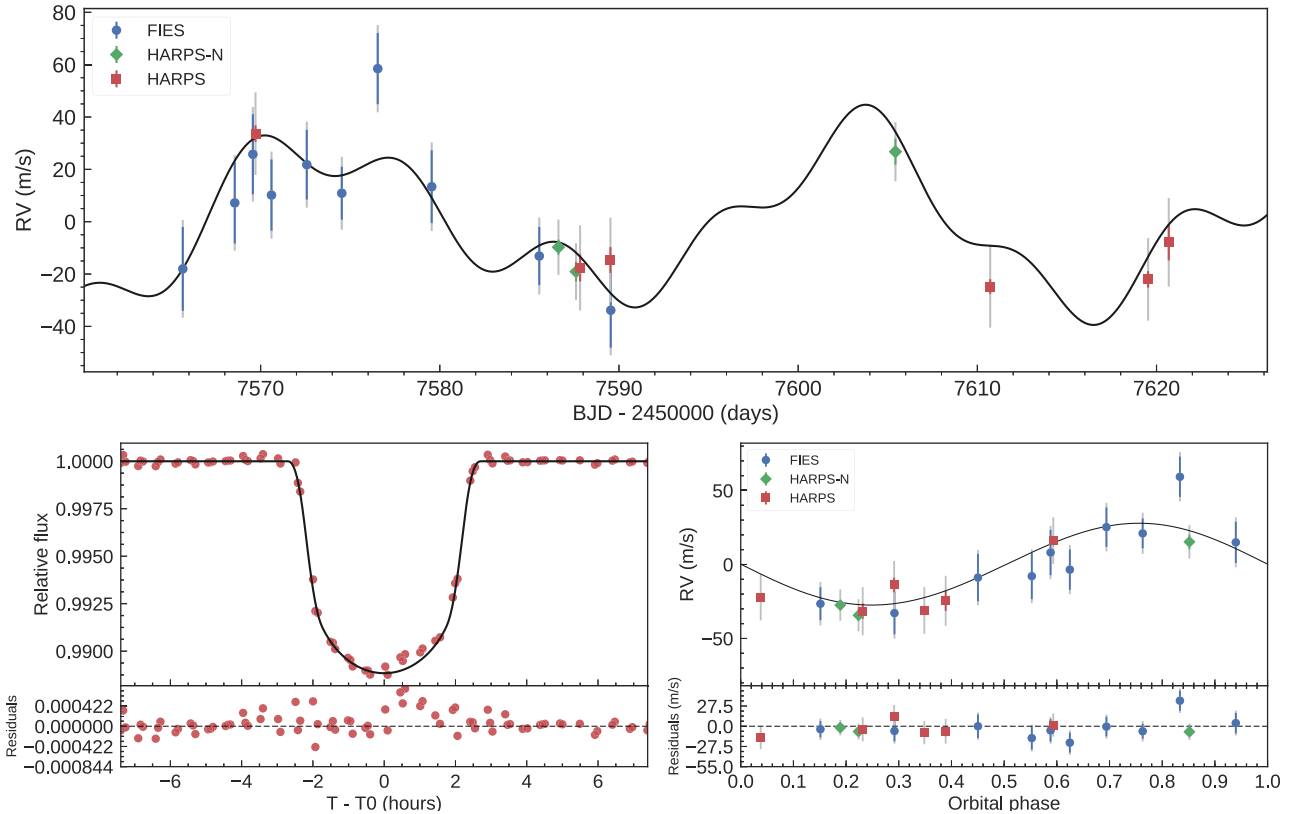 80
60
40
20
0
−20
−40
RV (m/s)
FIES
HARPS-N
HARPS
7570 7580 7590 7600 7610 7620
BJD - 2450000 (days)
1.0000
0.9975
0.9950
0.9925
0.9900
Relative flux
0.0000422
0.0000000
−0.0000422
−0.0000844
Residuals
−6 −4 −2 0 2 4 6
T - T0 (hours)
50
0
−50
RV (m/s)
FIES
HARPS-N
HARPS
27.5
0.0
−27.5
−55.0
Residuals (m/s)
0.0 0.1 0.2 0.3 0.4 0.5 0.6 0.7 0.8 0.9 1.0
Orbital phase